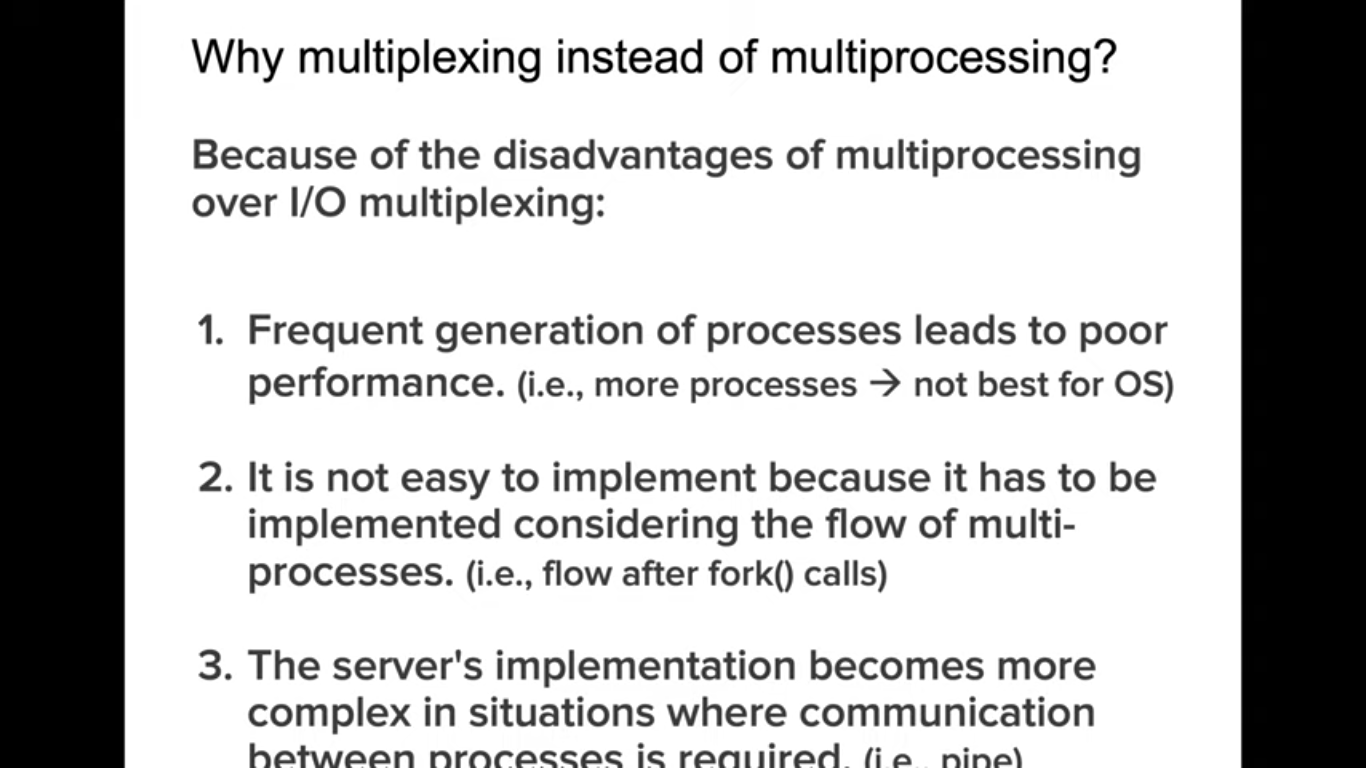 Why multiplexing instead of multiprocessing?
Because of the disadvantages of multiprocessing
over I/O multiplexing:
1. Frequent generation of processes leads to poor
performance. (i.e., more processes → not best for OS)
2. It is not easy to implement because it has to be
implemented considering the flow of multi-
processes. (i.e., flow after fork() calls)
3. The server's implementation becomes more
complex in situations where communication
between processes is required. (i.e., pipe)